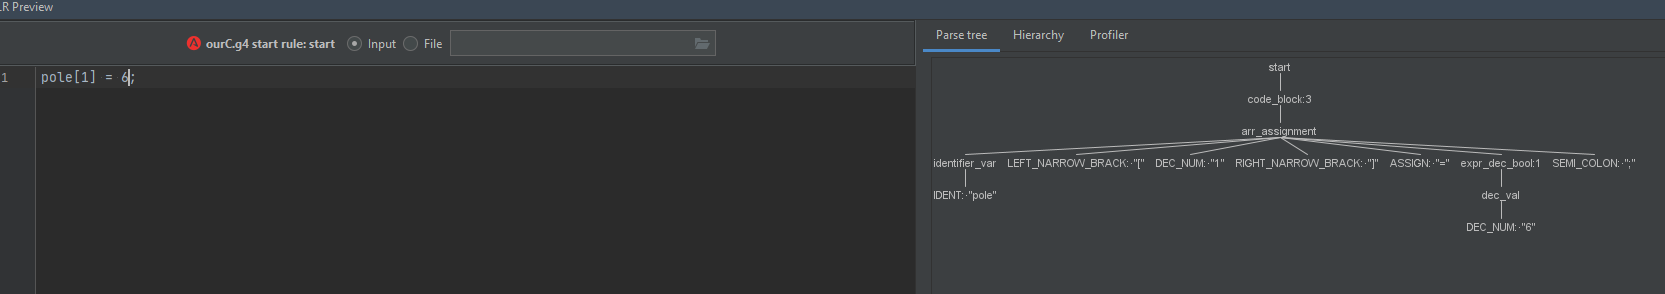 LR Preview
ourC.g4 start rule: start Input File
Parse tree Hierarchy Profiler
1 pole[1] = 6;
start
code_block:3
arr_assignment
identifier_var LEFT_NARROW_BRACK:·"[" DEC_NUM:·"1" RIGHT_NARROW_BRACK:·"]" ASSIGN:·"=" expr_dec_bool:1 SEMI_COLON:·";"
IDENT:·"pole" dec_val
DEC_NUM:·"6"